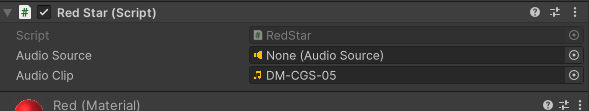 Red Star (Script)
Script RedStar
Audio Source None (Audio Source)
Audio Clip DM-CGS-05
Red (Material)